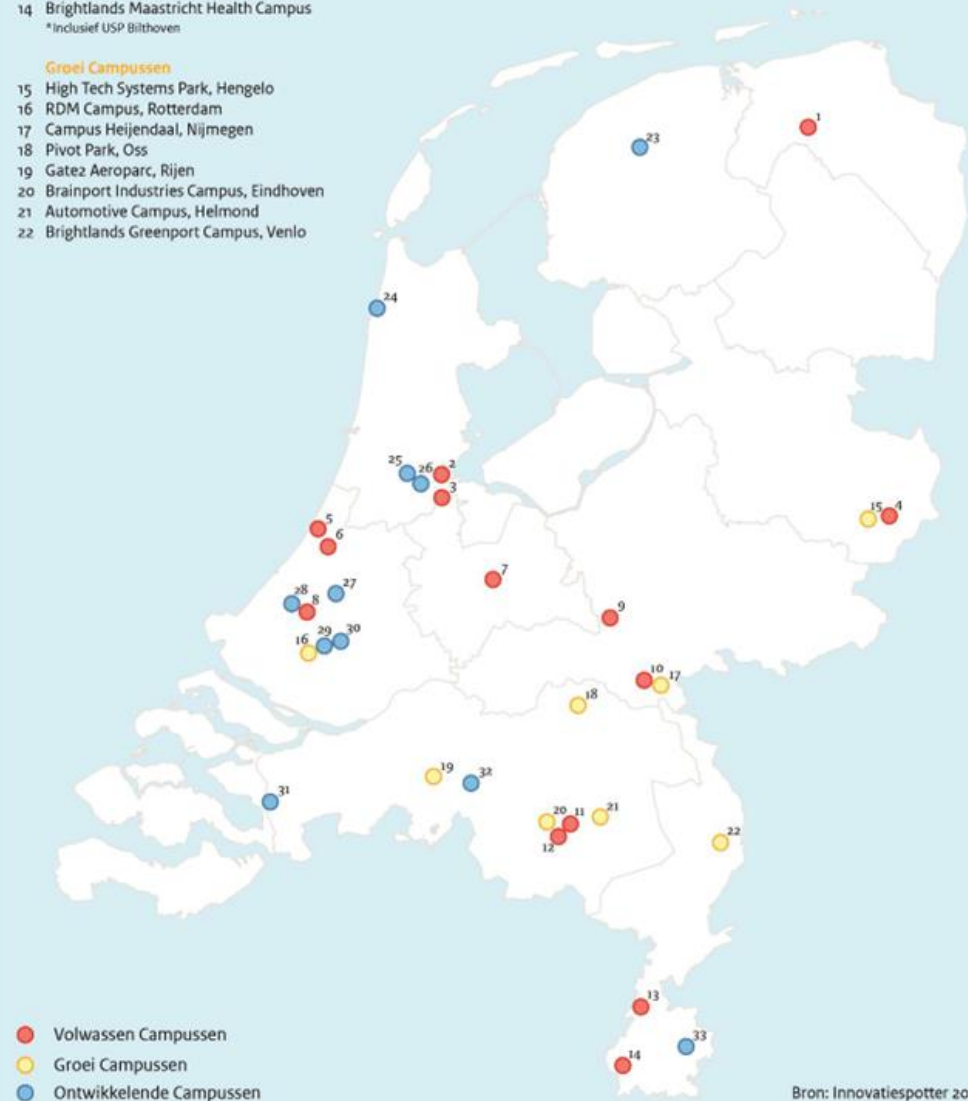 14 Brightlands Maastricht Health Campus
*Inclusief USP Bilthoven
Groei Campussen
15 High Tech Systems Park, Hengelo
16 RDM Campus, Rotterdam
17 Campus Heijendaal, Nijmegen
18 Pivot Park, Oss
19 Gate2 Aeroparc, Rijen
20 Brainport Industries Campus, Eindhoven
21 Automotive Campus, Helmond
22 Brightlands Greenport Campus, Venlo
1
23
24
25 26 2
3
15 4
5
6
7
27
28 8
9
29 30
16
10 17
18
19 32
31
20 11 21
12
22
13
33
14
Volwassen Campussen
Groei Campussen
Ontwikkelende Campussen
Bron: Innovatiespotter 20